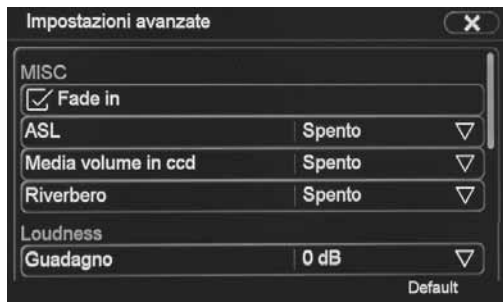 Impostazioni avanzate
MISC
Fade in
ASL Spento
Media volume in ccd Spento
Riverbero Spento
Loudness
Guadagno 0 dB
Default